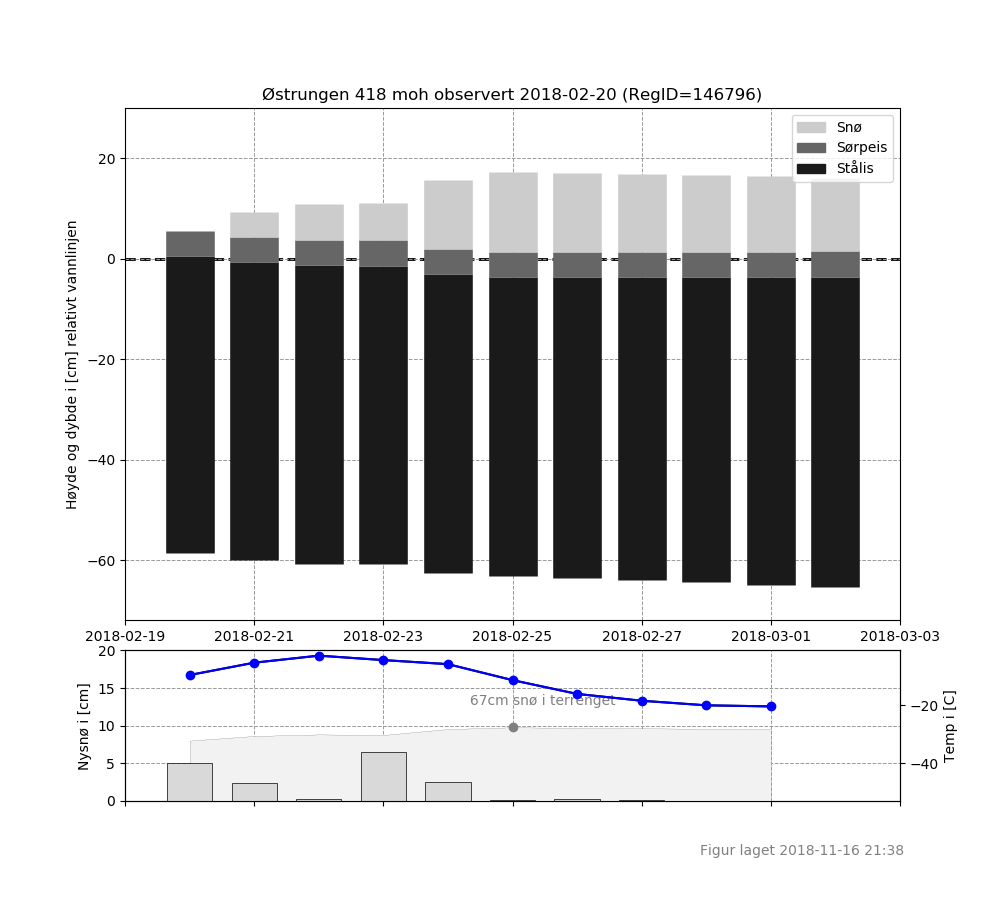 Østrungen 418 moh observert 2018-02-20 (RegID=146796)
Snø
Sørpeis
Stålis
Høyde og dybde i [cm] relativt vannlinjen
20
0
−20
−40
−60
2018-02-19 2018-02-21 2018-02-23 2018-02-25 2018-02-27 2018-03-01 2018-03-03
Nysnø i [cm]
20
15
10
5
0
67cm snø i terrenget
−20
−40
Temp i [C]
Figur laget 2018-11-16 21:38